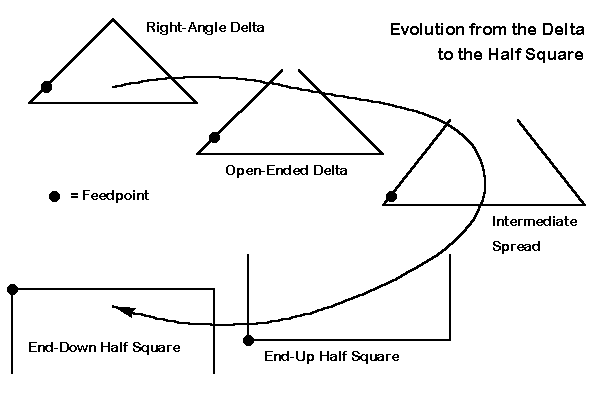 Right-Angle Delta
Evolution from the Delta
to the Half Square
Open-Ended Delta
= Feedpoint
Intermediate
Spread
End-Down Half Square
End-Up Half Square